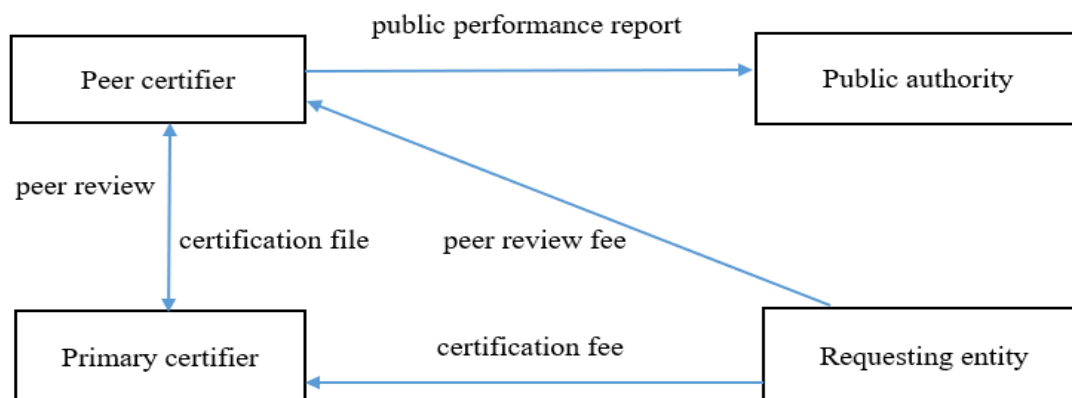 public performance report
Peer certifier
Public authority
peer review
certification file
peer review fee
Primary certifier
certification fee
Requesting entity